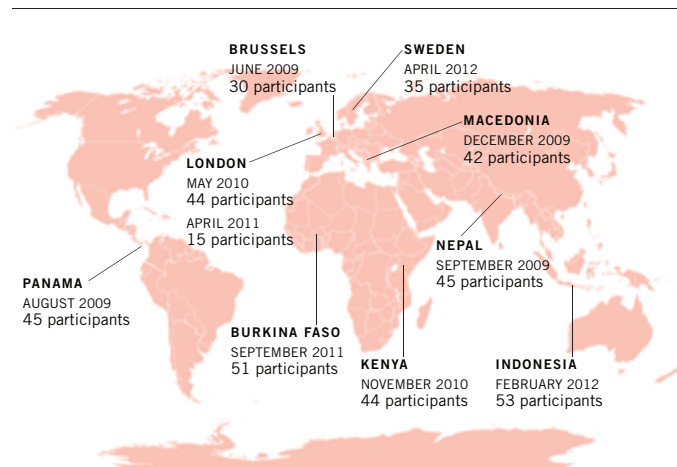 BRUSSELS
JUNE 2009
30 participants
SWEDEN
APRIL 2012
35 participants
MACEDONIA
DECEMBER 2009
42 participants
LONDON
MAY 2010
44 participants
APRIL 2011
15 participants
NEPAL
SEPTEMBER 2009
45 participants
PANAMA
AUGUST 2009
45 participants
BURKINA FASO
SEPTEMBER 2011
51 participants
KENYA
NOVEMBER 2010
44 participants
INDONESIA
FEBRUARY 2012
53 participants